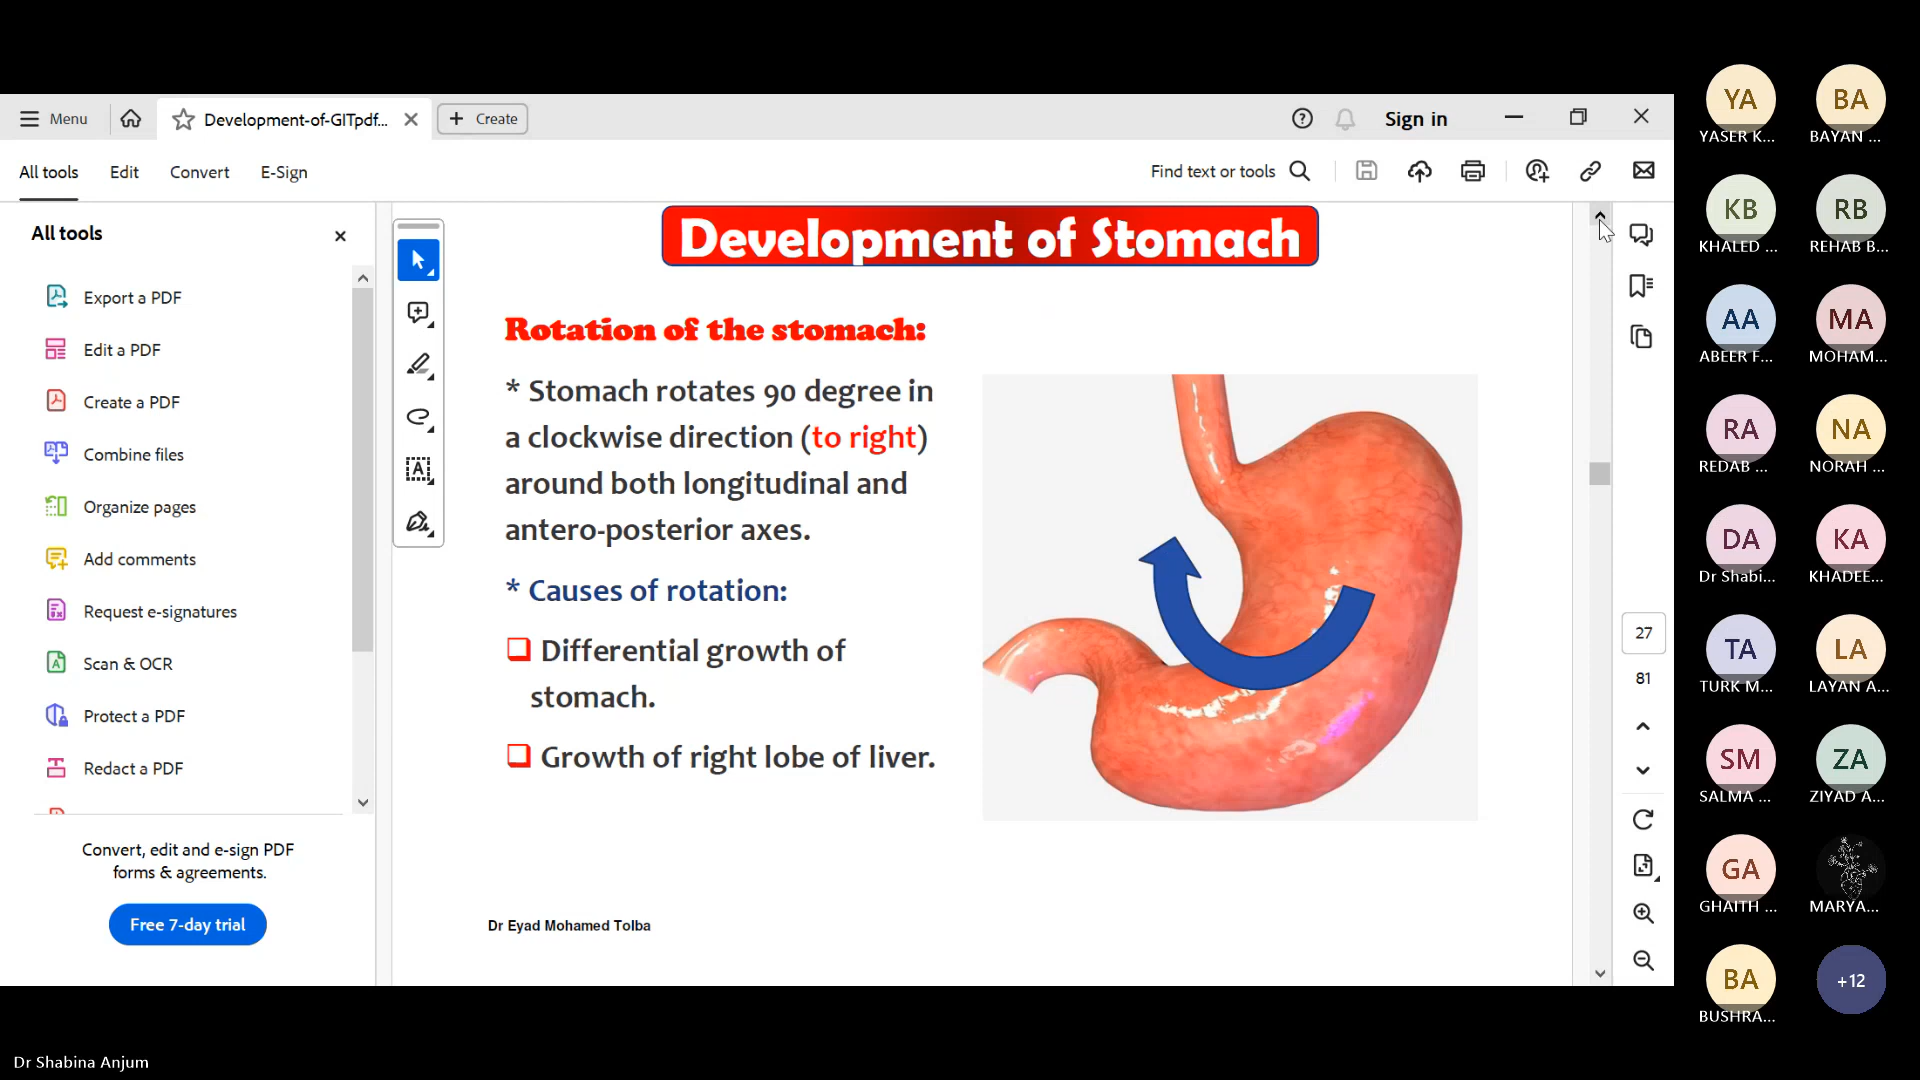 Menu
Development-of-GITpdf...
Create
Sign in
All tools
Edit
Convert
E-Sign
Find text or tools
All tools
Export a PDF
Edit a PDF
Create a PDF
Combine files
Organize pages
Add comments
Request e-signatures
Scan & OCR
Protect a PDF
Redact a PDF
Convert, edit and e-sign PDF
forms & agreements.
Free 7-day trial
Development of Stomach
Rotation of the stomach:
* Stomach rotates 90 degree in
a clockwise direction (to right)
around both longitudinal and
antero-posterior axes.
* Causes of rotation:
Differential growth of
stomach.
Growth of right lobe of liver.
Dr Eyad Mohamed Tolba
27
81
YA
YASER K...
BA
BAYAN ...
KB
KHALED ...
RB
REHAB B...
AA
ABEER F...
MA
MOHAM...
RA
REDAB ...
NA
NORAH ...
DA
Dr Shabi...
KA
KHADEE...
TA
TURK M...
LA
LAYAN A...
SM
SALMA ...
ZA
ZIYAD A...
GA
GHAITH ...
MARYA...
BA
BUSHRA...
+12
Dr Shabina Anjum